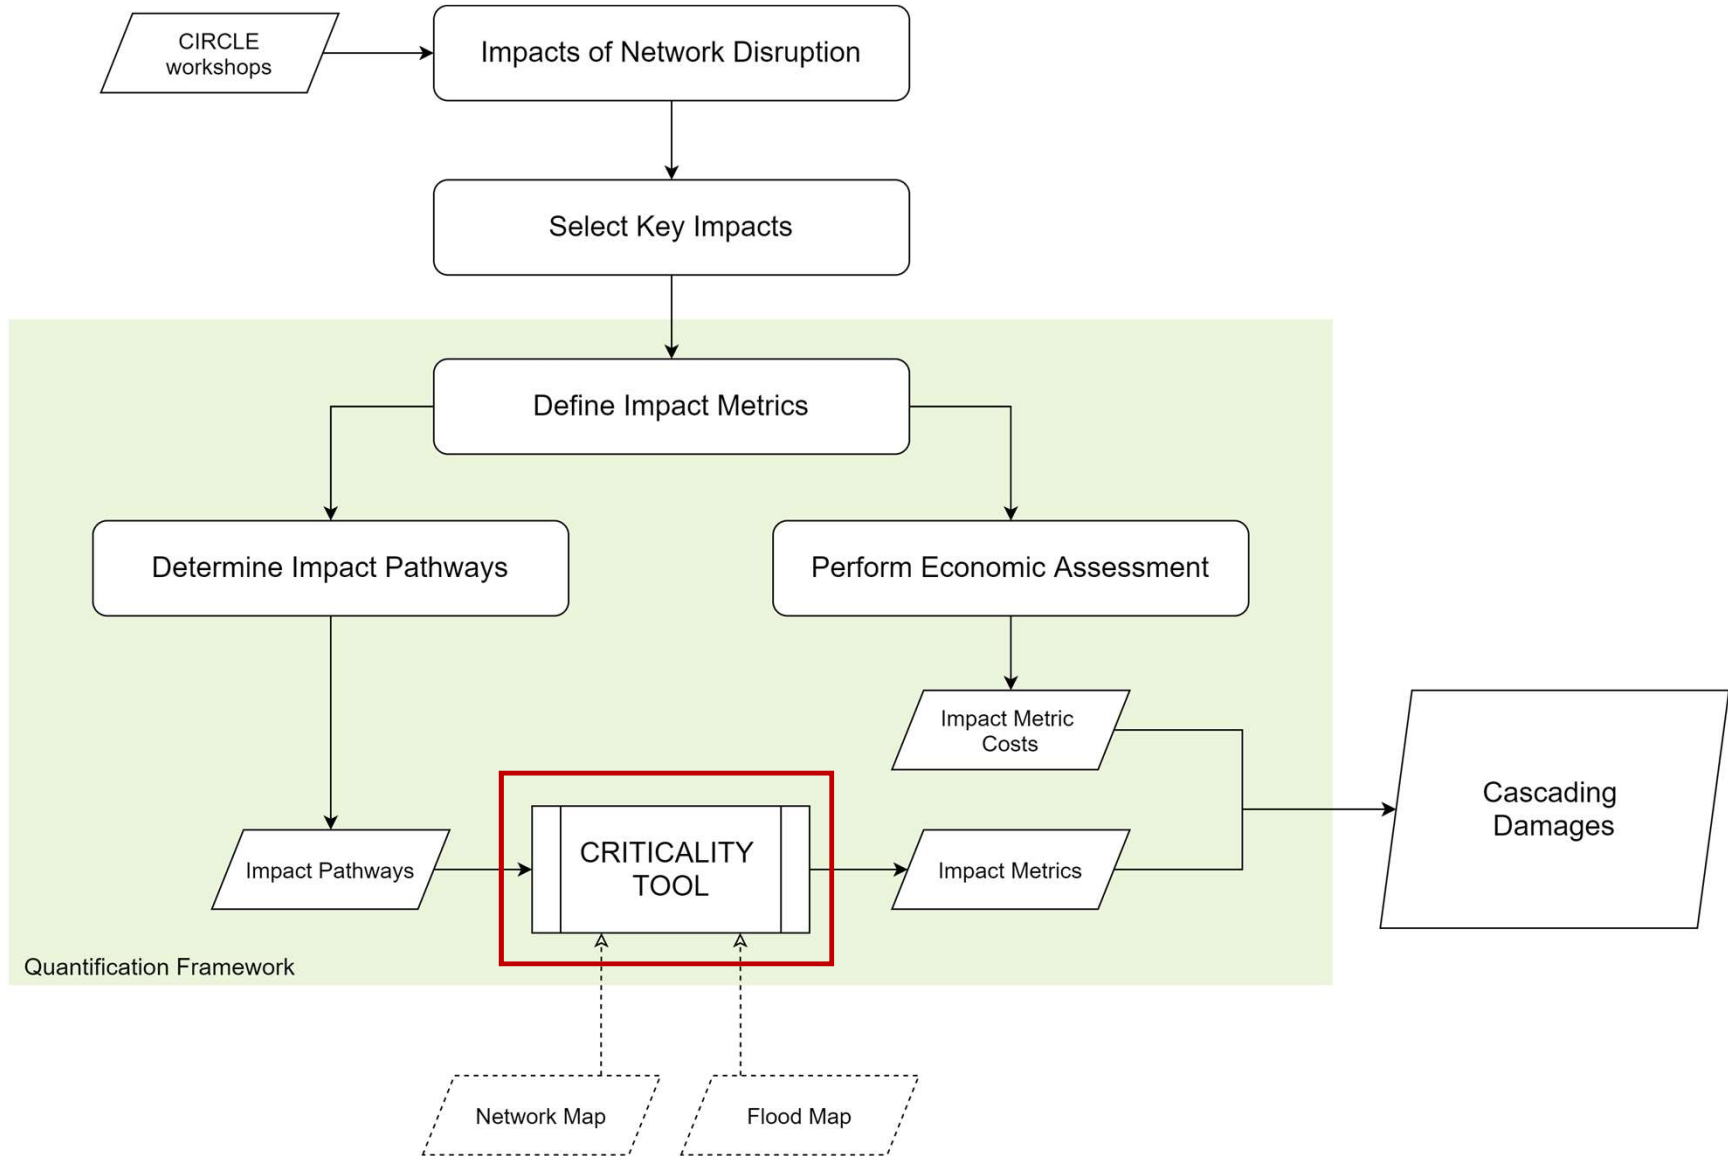 CIRCLE
workshops
Impacts of Network Disruption
Select Key Impacts
Define Impact Metrics
Determine Impact Pathways
Perform Economic Assessment
Impact Metric
Costs
Cascading
Damages
Impact Pathways
CRITICALITY
TOOL
Impact Metrics
Quantification Framework
Network Map
Flood Map